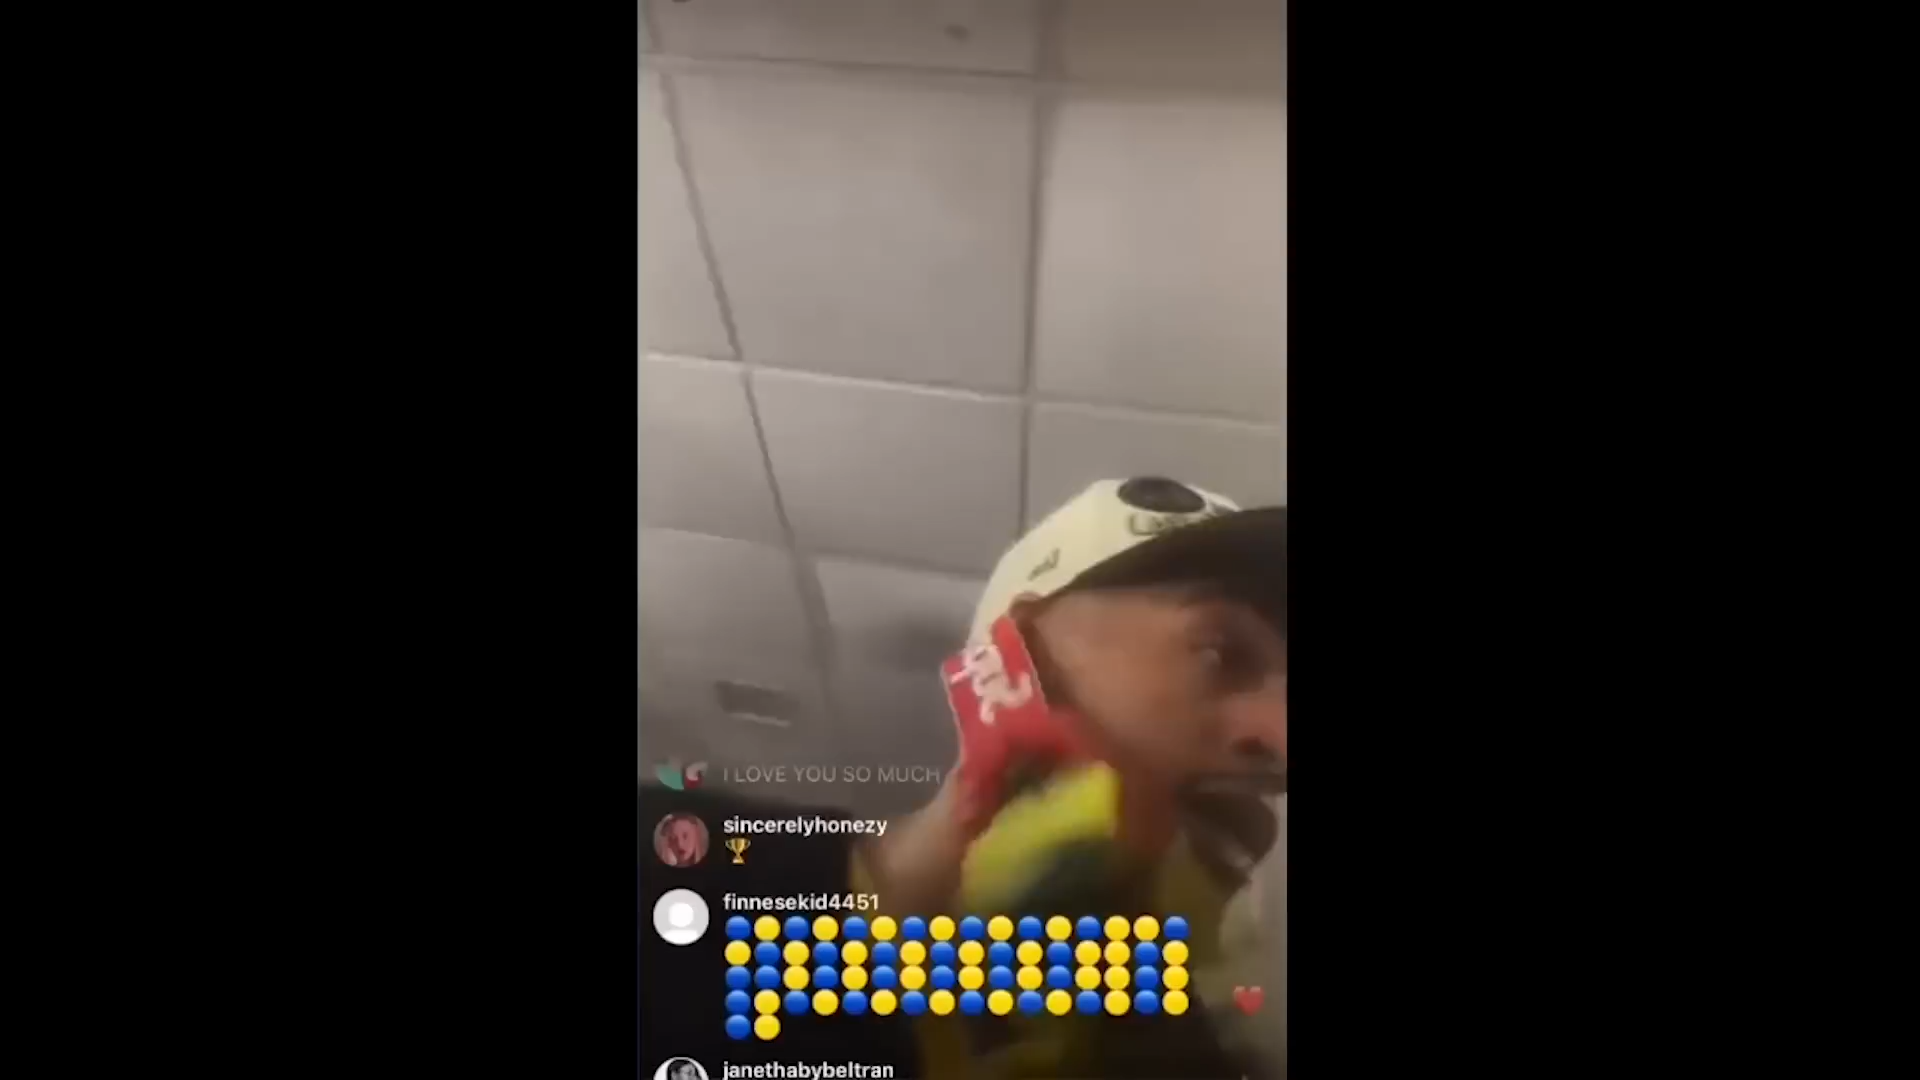 I LOVE YOU SO MUCH
sincerelyhonezy
🏆
finnesekid4451
🔵🟡🔵🟡🔵🟡🔵🟡🔵🟡🔵🟡🔵🟡🟡🔵
🟡🔵🟡🔵🟡🔵🟡🔵🟡🔵🟡🔵🟡🟡🔵🟡
🔵🔵🟡🔵🟡🔵🟡🔵🟡🔵🟡🔵🟡🟡🔵🟡
🔵🟡🔵🟡🔵🟡🔵🟡🔵🟡🔵🟡🔵🟡🔵🟡
🔵🟡
janethabybeltran